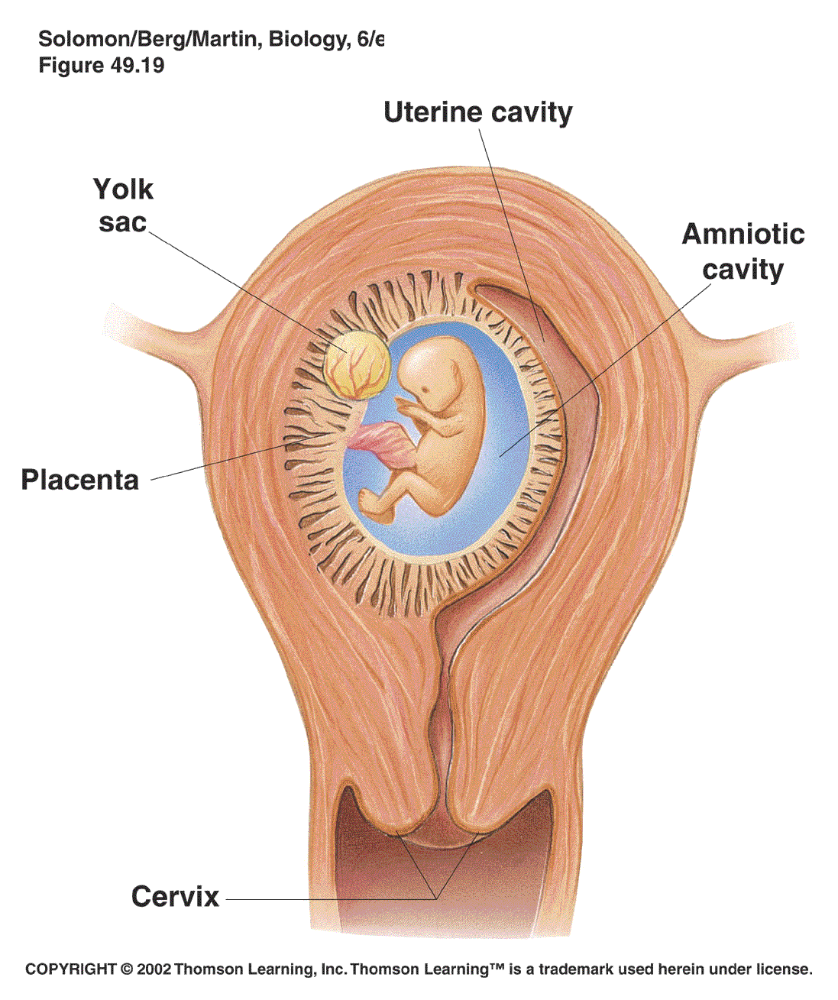 Solomon/Berg/Martin, Biology, 6/e
Figure 49.19
Uterine cavity
Yolk
sac
Amniotic
cavity
Placenta
Cervix
COPYRIGHT © 2002 Thomson Learning, Inc. Thomson Learning™ is a trademark used herein under license.